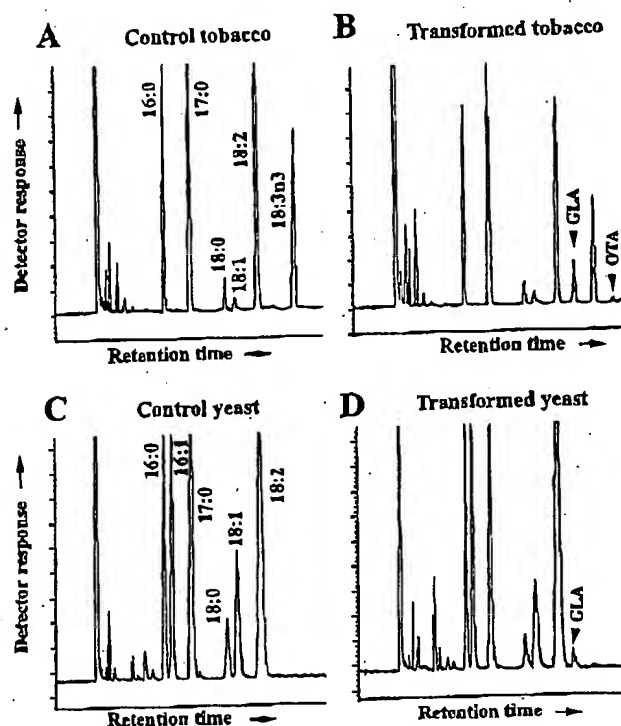 A
Control tobacco
B
Transformed tobacco
Detector response
16:0
17:0
18:0
18:1
18:2
18:3n3
Retention time
GLA
OTA
Retention time
C
Control yeast
D
Transformed yeast
Detector response
16:0
16:1
17:0
18:0
18:1
18:2
Retention time
GLA
Retention time